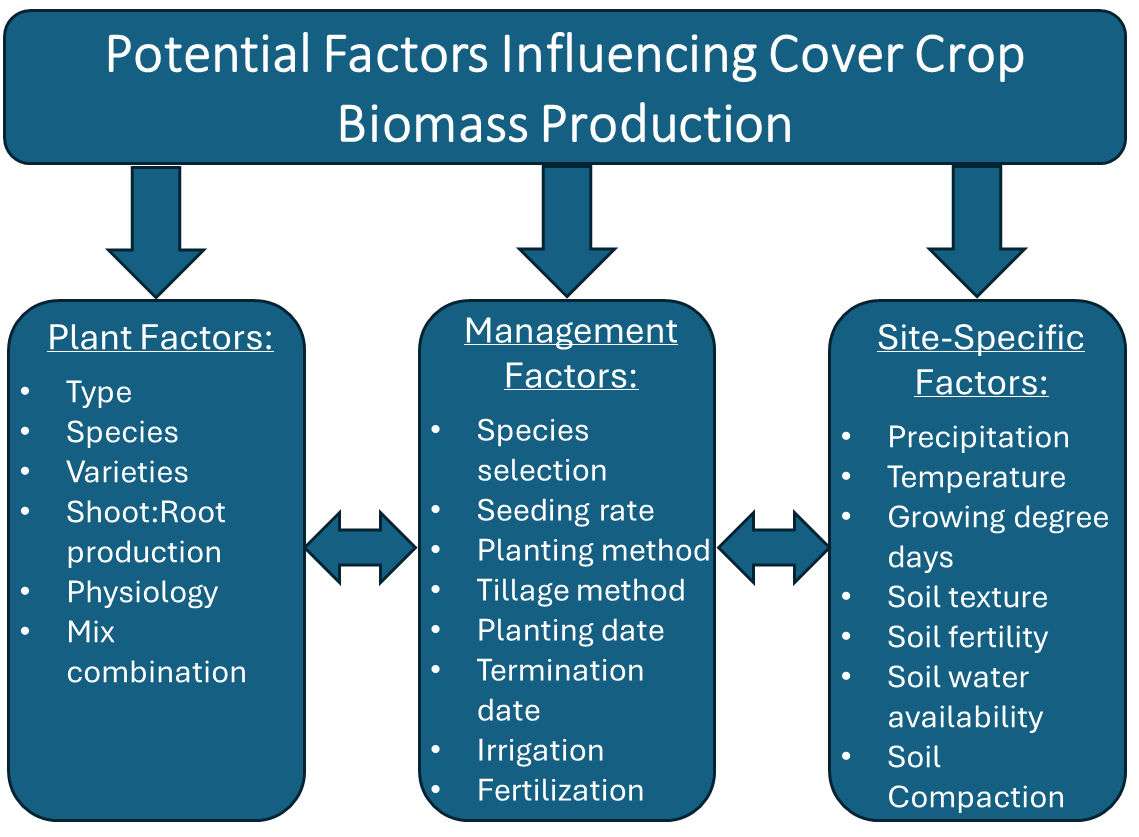 Potential Factors Influencing Cover Crop
Biomass Production
Plant Factors:
• Type
• Species
• Varieties
• Shoot:Root
production
• Physiology
• Mix
combination
Management
Factors:
• Species
selection
• Seeding rate
• Planting method
• Tillage method
• Planting date
• Termination
date
• Irrigation
• Fertilization
Site-Specific
Factors:
• Precipitation
• Temperature
• Growing degree
days
• Soil texture
• Soil fertility
• Soil water
availability
• Soil
Compaction